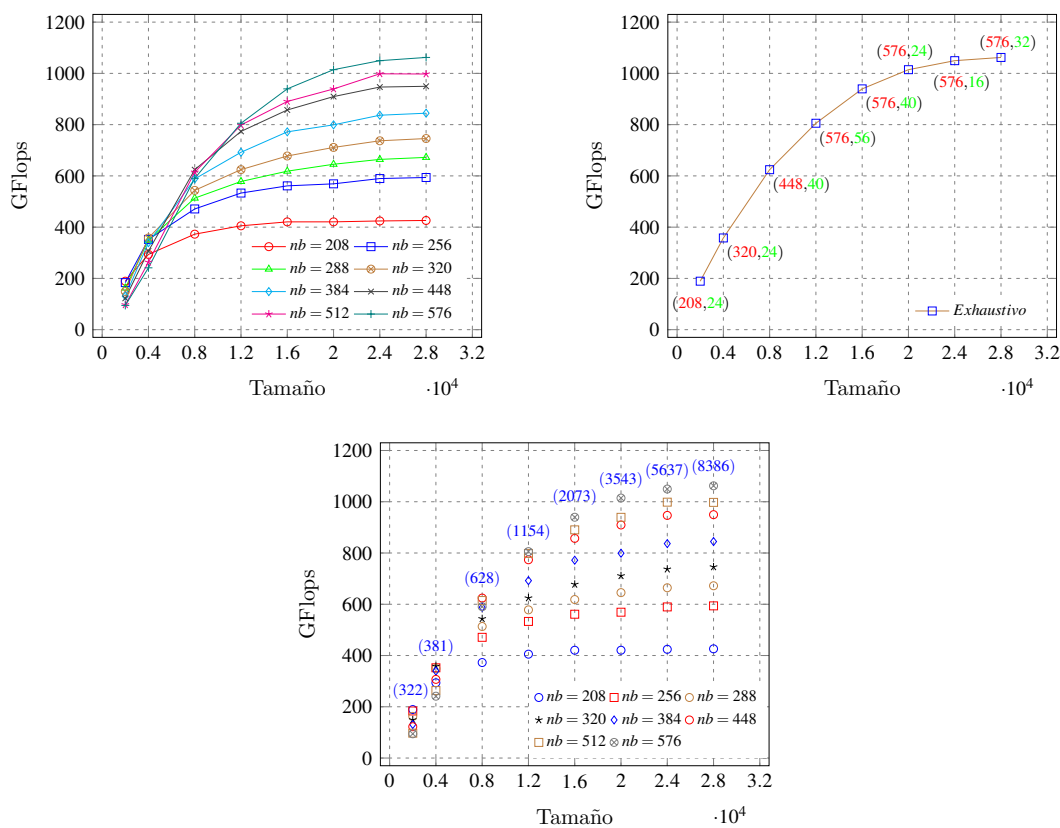 1200
1000
800
600
400
200
0
GFlops
nb = 208
nb = 256
nb = 288
nb = 320
nb = 384
nb = 448
nb = 512
nb = 576
0 0.4 0.8 1.2 1.6 2 2.4 2.8 3.2
Tamaño
·10^4
1200
1000
800
600
400
200
0
GFlops
(208,24)
(320,24)
(448,40)
(576,56)
(576,40)
(576,24)
(576,16)
(576,32)
Exhaustivo
0 0.4 0.8 1.2 1.6 2 2.4 2.8 3.2
Tamaño
·10^4
1200
1000
800
600
400
200
0
GFlops
(322)
(381)
(628)
(1154)
(2073)
(3543)
(5637)
(8386)
nb = 208 nb = 256 nb = 288
nb = 320 nb = 384 nb = 448
nb = 512 nb = 576
0 0.4 0.8 1.2 1.6 2 2.4 2.8 3.2
Tamaño
·10^4